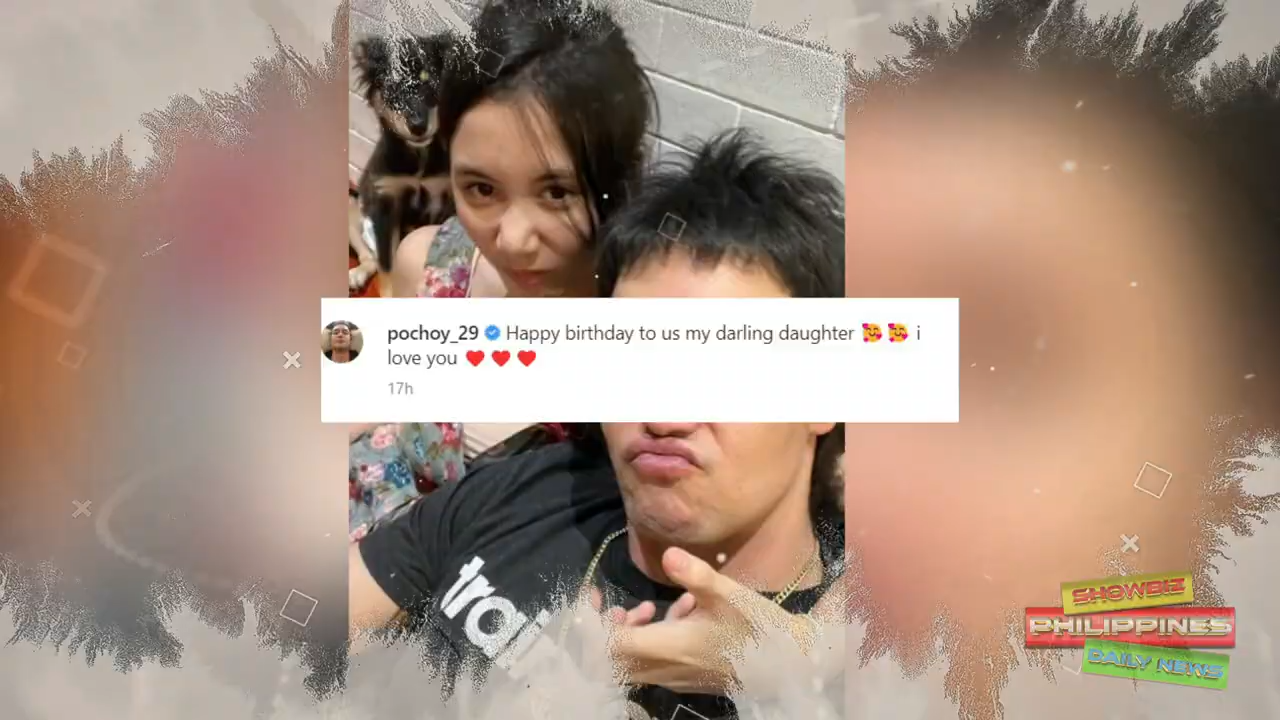 pochoy_29 Happy birthday to us my darling daughter 🥰 🥰 i
love you ♥ ♥ ♥
17h
SHOWBIZ
PHILIPPINES
DAILY NEWS